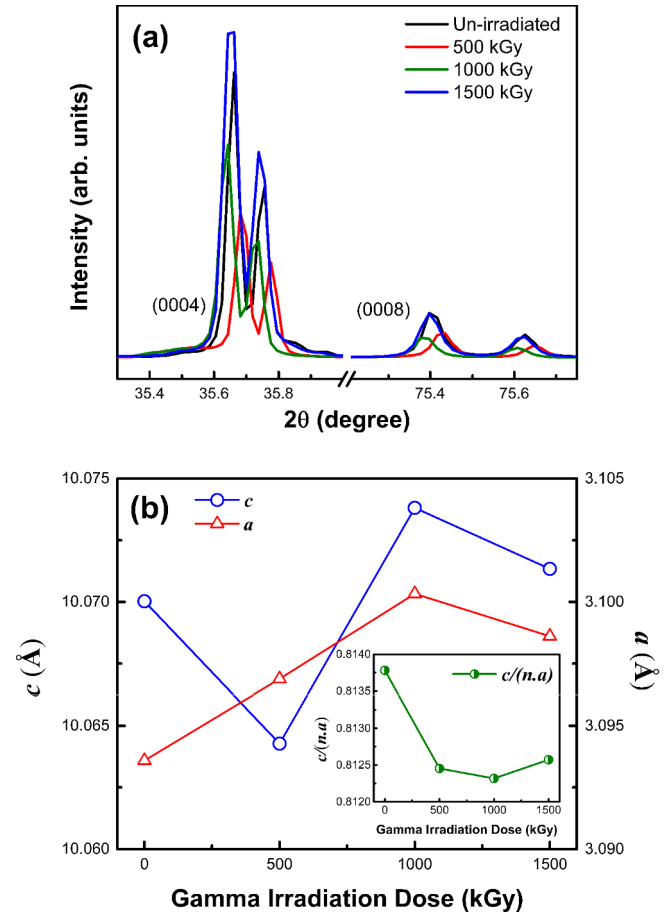 (a)
Un-irradiated
500 kGy
1000 kGy
1500 kGy
Intensity (arb. units)
(0004)
(0008)
35.4 35.6 35.8 75.4 75.6
2θ (degree)
(b)
c
a
10.075
10.070
10.065
10.060
c (Å)
3.105
3.100
3.095
3.090
a (Å)
c/(n.a)
0.8140
0.8135
0.8130
0.8125
0.8120
c/(n.a)
0 500 1000 1500
Gamma Irradiation Dose (kGy)
0 500 1000 1500
Gamma Irradiation Dose (kGy)